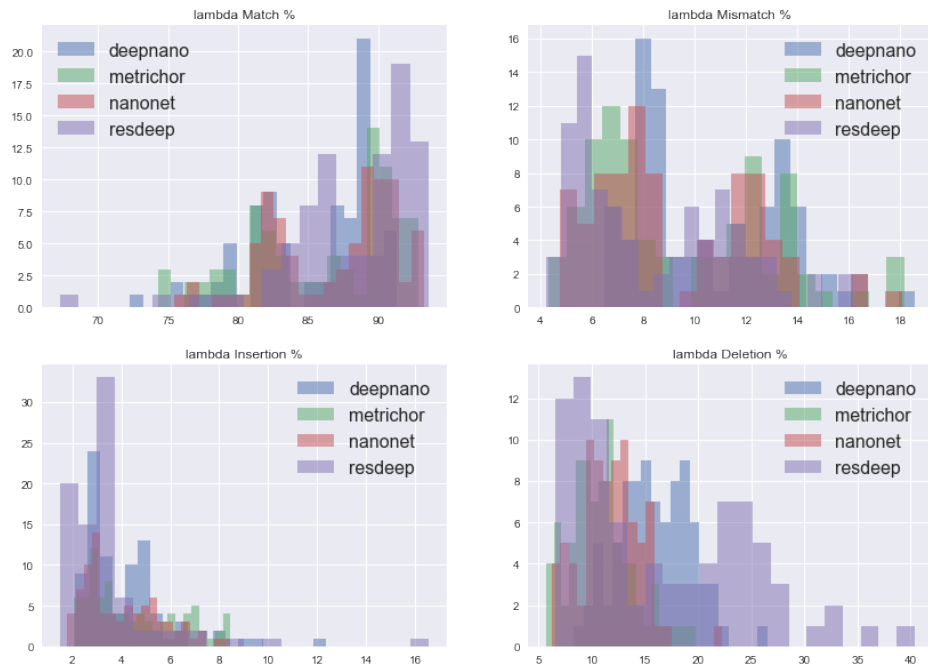 lambda Match %
20.0
17.5
15.0
12.5
10.0
7.5
5.0
2.5
0.0
70 75 80 85 90
deepnano
metrichor
nanonet
resdeep
lambda Mismatch %
16
14
12
10
8
6
4
2
0
4 6 8 10 12 14 16 18
deepnano
metrichor
nanonet
resdeep
lambda Insertion %
30
25
20
15
10
5
0
2 4 6 8 10 12 14 16
deepnano
metrichor
nanonet
resdeep
lambda Deletion %
12
10
8
6
4
2
0
5 10 15 20 25 30 35 40
deepnano
metrichor
nanonet
resdeep